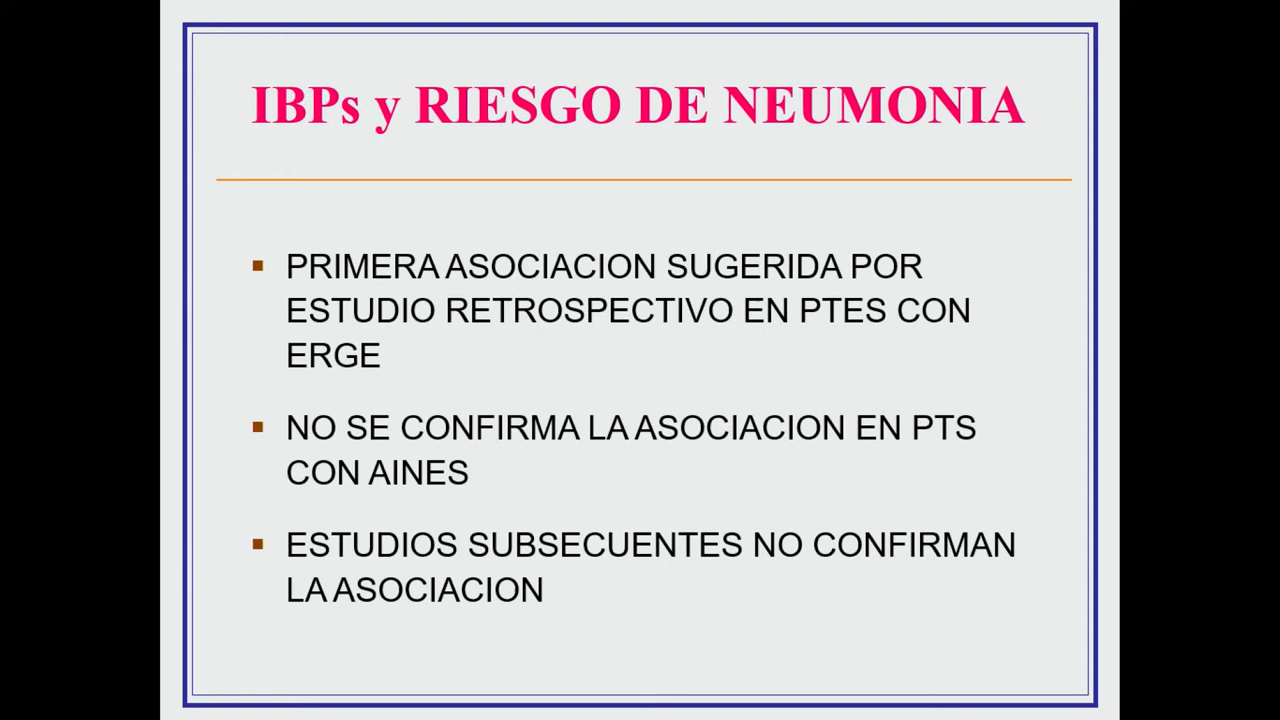 IBPs y RIESGO DE NEUMONIA
PRIMERA ASOCIACION SUGERIDA POR
ESTUDIO RETROSPECTIVO EN PTES CON
ERGE
NO SE CONFIRMA LA ASOCIACION EN PTS
CON AINES
ESTUDIOS SUBSECUENTES NO CONFIRMAN
LA ASOCIACION